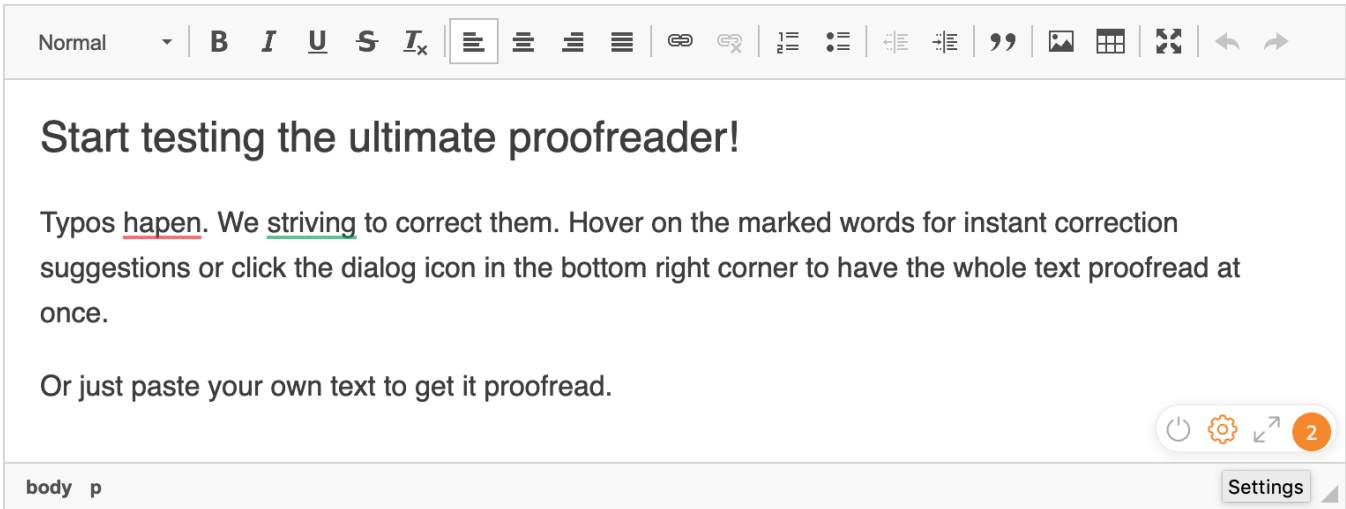 Normal
Start testing the ultimate proofreader!
Typos hapen. We striving to correct them. Hover on the marked words for instant correction
suggestions or click the dialog icon in the bottom right corner to have the whole text proofread at
once.
Or just paste your own text to get it proofread.
2
body p
Settings